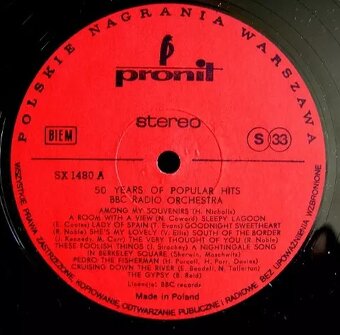 POLSKIE NAGRANIA WARSZAWA
pronit
stereo
BIEM
S 33
SX 1480 A
50 YEARS OF POPULAR HITS
BBC RADIO ORCHESTRA
AMONG MY SOUVENIRS (H. Nicholls)
A ROOM WITH A VIEW (N. Coward) SLEEPY LAGOON
(E. Coates) LADY OF SPAIN (T. Evans) GOODNIGHT SWEETHEART
(R. Noble) SHE'S MY LOVELY (V. Ellis) SOUTH OF THE BORDER
(J. Kennedy, M. Carr) THE VERY THOUGHT OF YOU (R. Noble)
THESE FOOLISH THINGS (J. Strackey) A NIGHTINGALE SONG
IN BERKELEY SQUARE (Sherwin, Maschwitz)
PEDRO THE FISHERMAN (H. Purcell, H. Parr, Davies)
CRUISING DOWN THE RIVER (E. Beadell, N. Tollerton)
THE GYPSY (B. Reid)
Licencja: BBC records
Made in Poland
WSZYSTKIE PRAWA ZASTRZEŻONE. KOPIOWANIE, ODTWARZANIE PUBLICZNE I RADIOWE BEZ UPOWAŻNIENIA WZBRONIONE